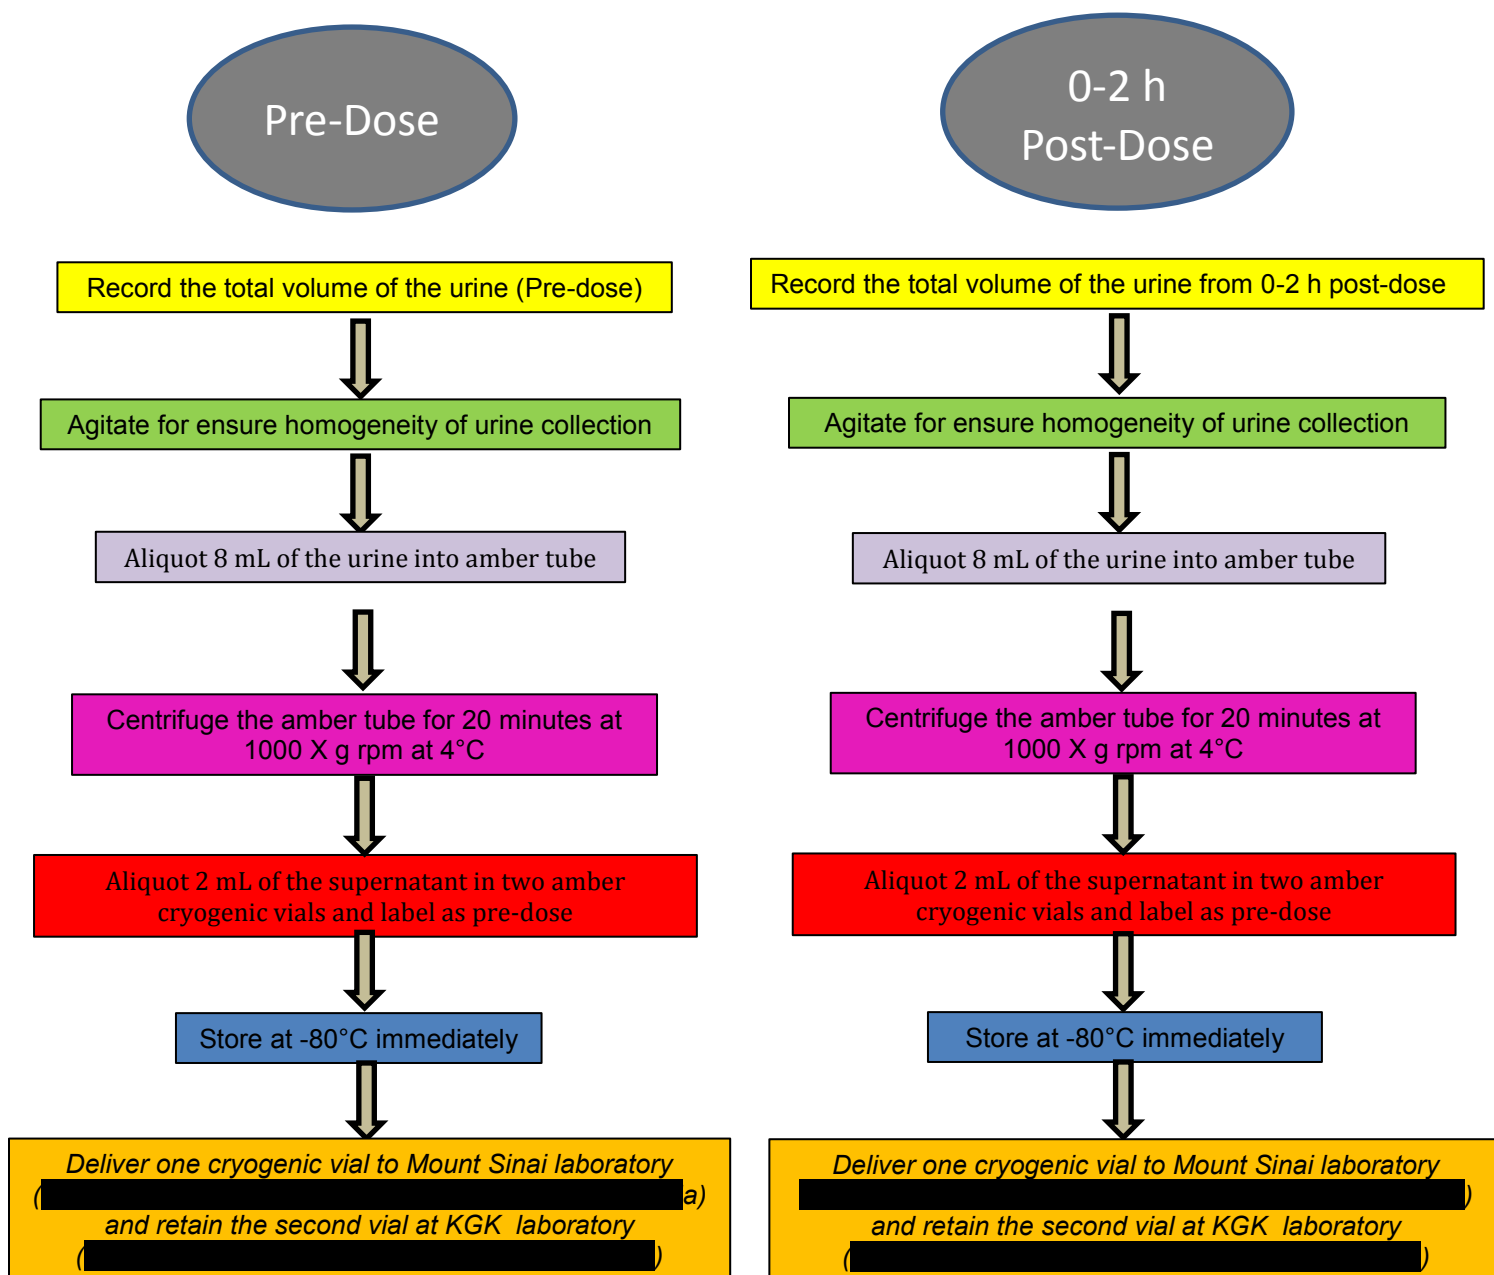 Pre-Dose
Record the total volume of the urine (Pre-dose)
Agitate for ensure homogeneity of urine collection
Aliquot 8 mL of the urine into amber tube
Centrifuge the amber tube for 20 minutes at
1000 X g rpm at 4°C
Aliquot 2 mL of the supernatant in two amber
cryogenic vials and label as pre-dose
Store at -80°C immediately
Deliver one cryogenic vial to Mount Sinai laboratory
( a)
and retain the second vial at KGK laboratory
( )
0-2 h
Post-Dose
Record the total volume of the urine from 0-2 h post-dose
Agitate for ensure homogeneity of urine collection
Aliquot 8 mL of the urine into amber tube
Centrifuge the amber tube for 20 minutes at
1000 X g rpm at 4°C
Aliquot 2 mL of the supernatant in two amber
cryogenic vials and label as pre-dose
Store at -80°C immediately
Deliver one cryogenic vial to Mount Sinai laboratory
)
and retain the second vial at KGK laboratory
( )